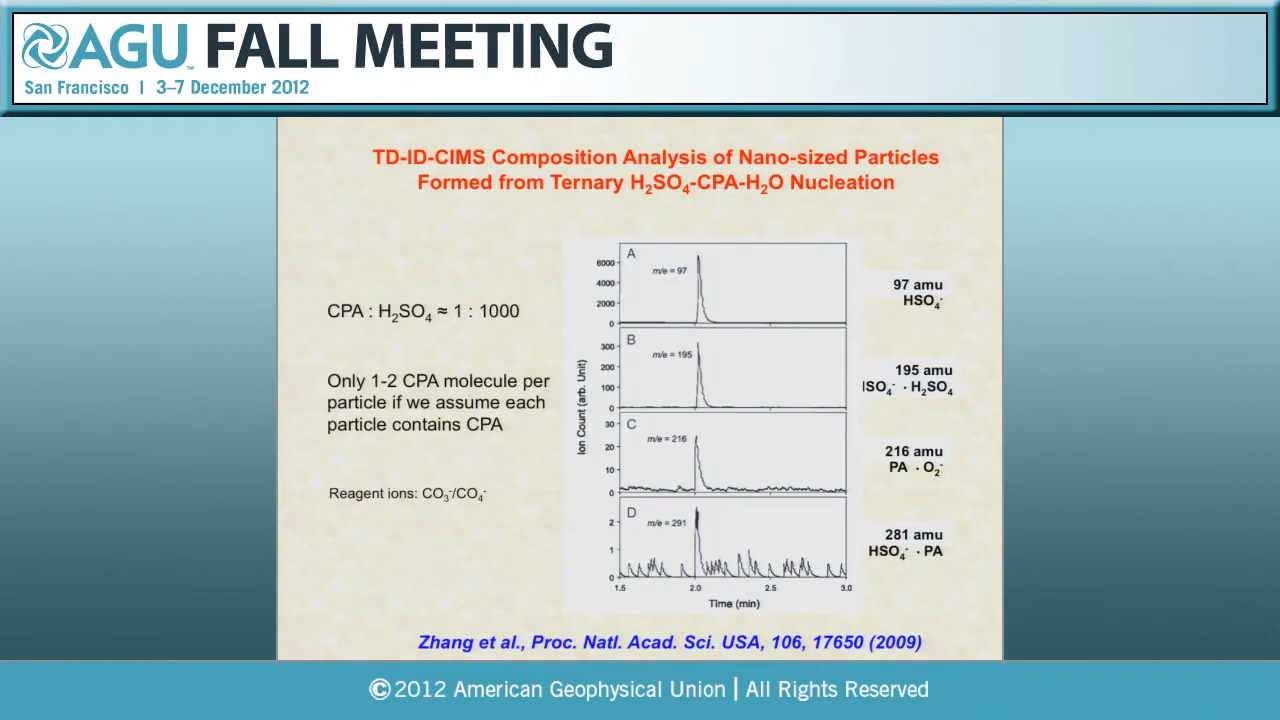 AGU FALL MEETING
San Francisco | 3–7 December 2012
TD-ID-CIMS Composition Analysis of Nano-sized Particles
Formed from Ternary H₂SO₄-CPA-H₂O Nucleation
CPA : H₂SO₄ ≈ 1 : 1000
Only 1-2 CPA molecule per
particle if we assume each
particle contains CPA
Reagent ions: CO₃⁻/CO₄⁻
Ion Count (arb. Unit)
A
m/e = 97
6000
4000
2000
0
B
m/e = 195
300
200
100
0
C
m/e = 216
30
20
10
0
D
m/e = 291
2
1
0
1.5 2.0 2.5 3.0
Time (min)
97 amu
HSO₄⁻
195 amu
ISO₄⁻ · H₂SO₄
216 amu
PA · O₂⁻
281 amu
HSO₄⁻ · PA
Zhang et al., Proc. Natl. Acad. Sci. USA, 106, 17650 (2009)
©2012 American Geophysical Union | All Rights Reserved